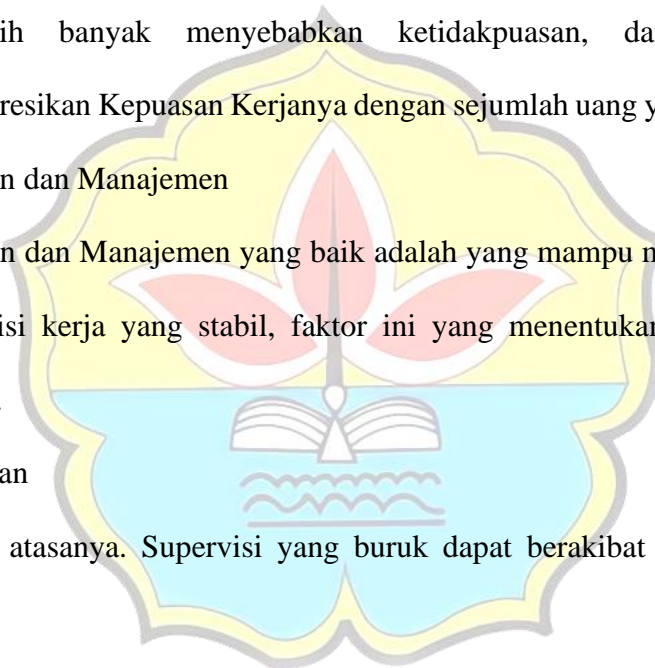 ih banyak menyebabkan ketidakpuasan, da
resikan Kepuasan Kerjanya dengan sejumlah uang y
n dan Manajemen
n dan Manajemen yang baik adalah yang mampu m
isi kerja yang stabil, faktor ini yang menentukan
an
atasanya. Supervisi yang buruk dapat berakibat